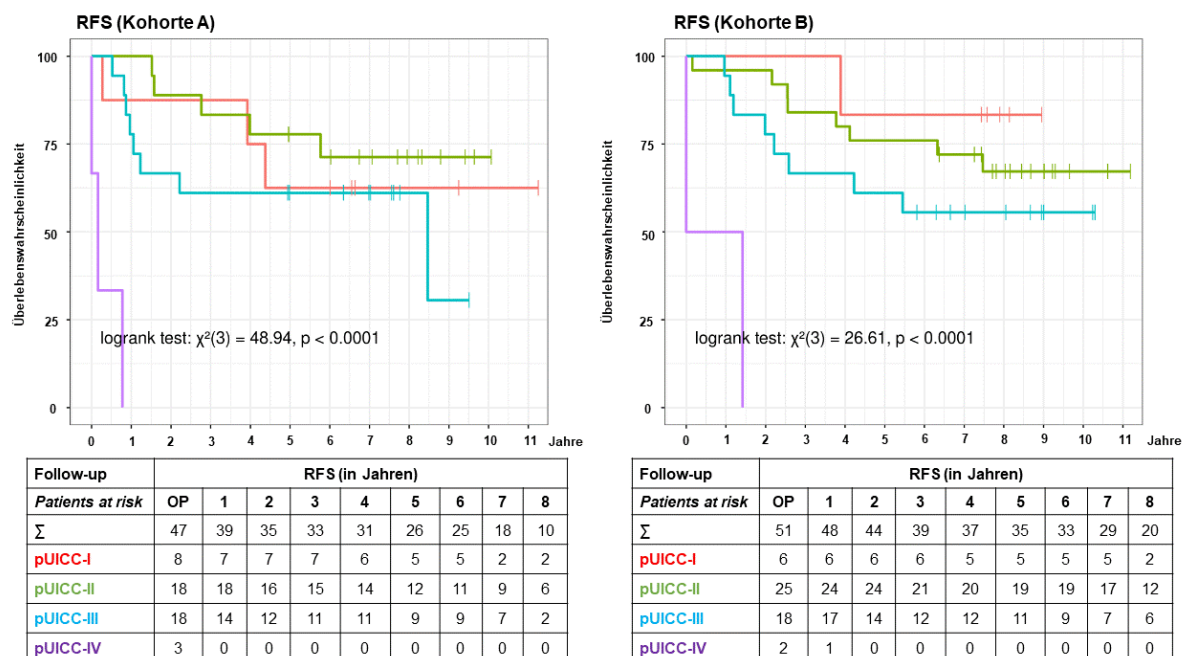 RFS (Kohorte A)
Überlebenswahrscheinlichkeit
100
75
50
25
0
logrank test: χ²(3) = 48.94, p < 0.0001
0 1 2 3 4 5 6 7 8 9 10 11 Jahre
Follow-up RFS (in Jahren)
Patients at risk OP 1 2 3 4 5 6 7 8
∑ 47 39 35 33 31 26 25 18 10
pUICC-I 8 7 7 7 6 5 5 2 2
pUICC-II 18 18 16 15 14 12 11 9 6
pUICC-III 18 14 12 11 11 9 9 7 2
pUICC-IV 3 0 0 0 0 0 0 0 0
RFS (Kohorte B)
Überlebenswahrscheinlichkeit
100
75
50
25
0
logrank test: χ²(3) = 26.61, p < 0.0001
0 1 2 3 4 5 6 7 8 9 10 11 Jahre
Follow-up RFS (in Jahren)
Patients at risk OP 1 2 3 4 5 6 7 8
∑ 51 48 44 39 37 35 33 29 20
pUICC-I 6 6 6 6 5 5 5 5 2
pUICC-II 25 24 24 21 20 19 19 17 12
pUICC-III 18 17 14 12 12 11 9 7 6
pUICC-IV 2 1 0 0 0 0 0 0 0